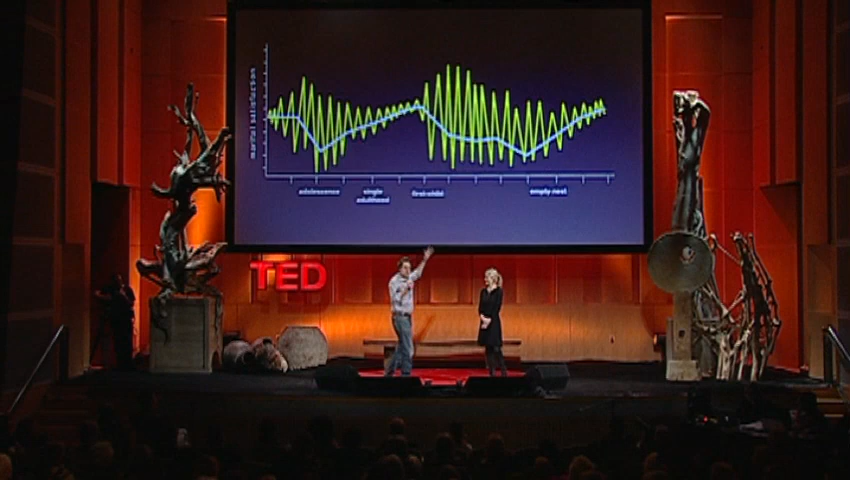 marital satisfaction
adolescence
single
adulthood
first child
empty nest
TED